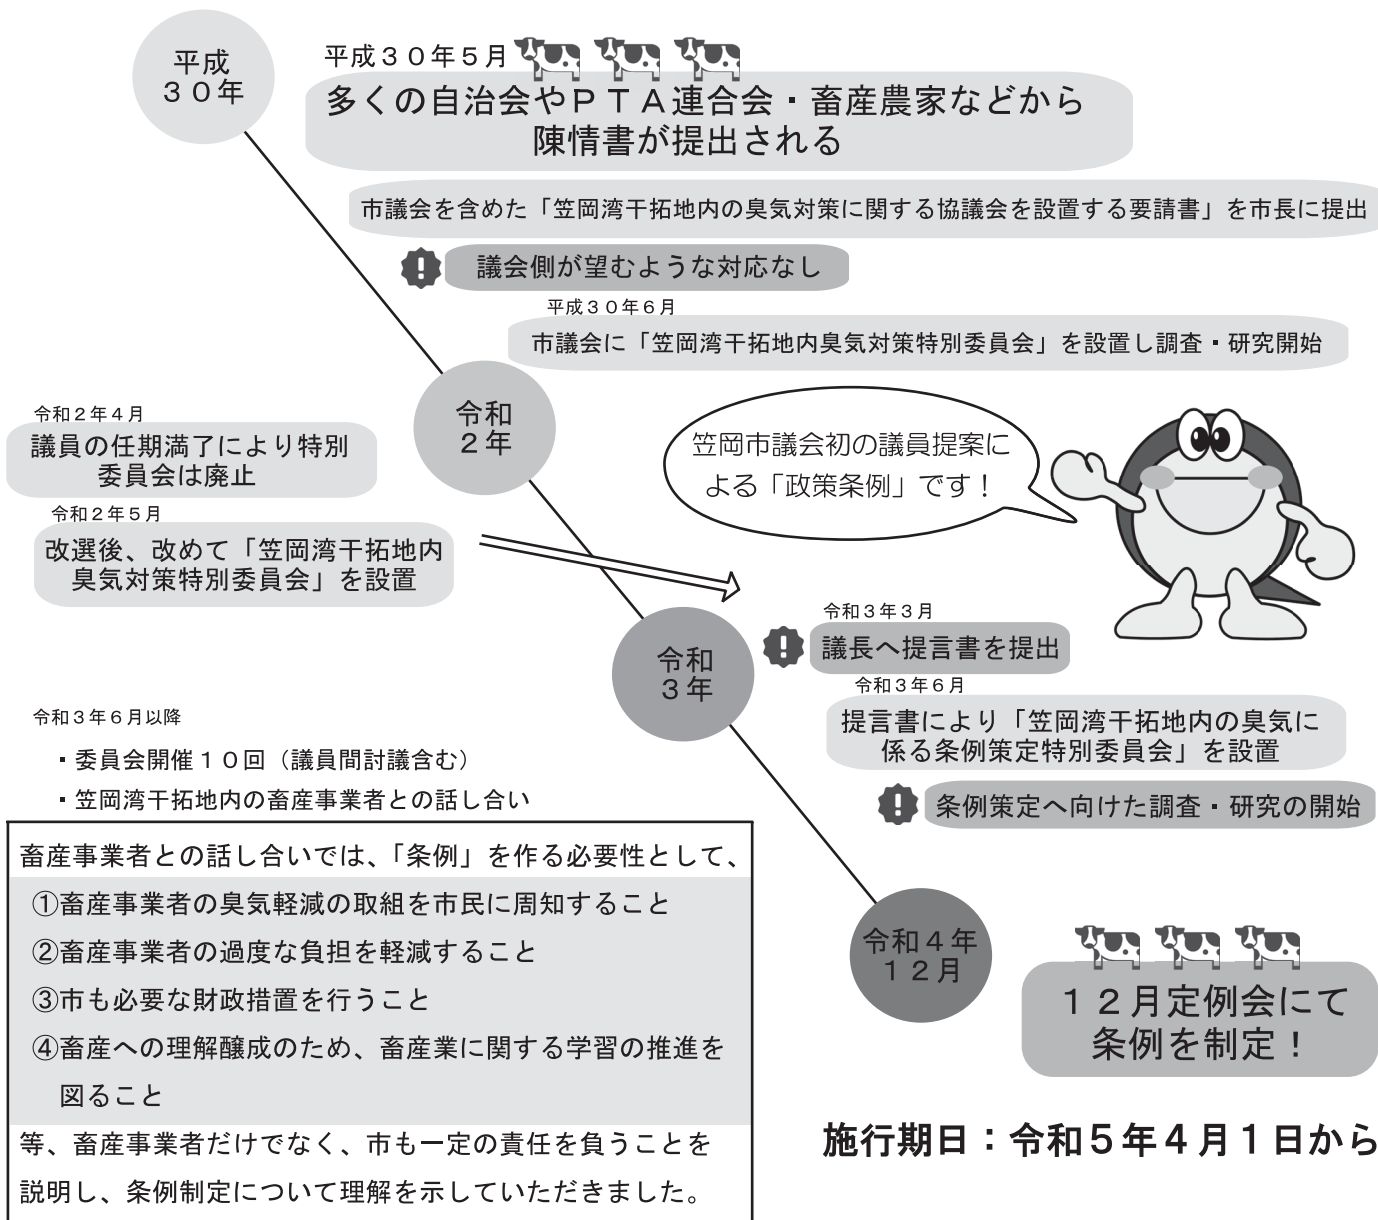 平成
３０年
平成３０年５月
多くの自治会やＰＴＡ連合会・畜産農家などから
陳情書が提出される
市議会を含めた「笠岡湾干拓地内の臭気対策に関する協議会を設置する要請書」を市長に提出
議会側が望むような対応なし
平成３０年６月
市議会に「笠岡湾干拓地内臭気対策特別委員会」を設置し調査・研究開始
令和
２年
令和２年４月
議員の任期満了により特別
委員会は廃止
令和２年５月
改選後、改めて「笠岡湾干拓地内
臭気対策特別委員会」を設置
笠岡市議会初の議員提案に
よる「政策条例」です！
令和
３年
令和３年３月
議長へ提言書を提出
令和３年６月
提言書により「笠岡湾干拓地内の臭気に
係る条例策定特別委員会」を設置
条例策定へ向けた調査・研究の開始
令和３年６月以降
・委員会開催１０回（議員間討議含む）
・笠岡湾干拓地内の畜産事業者との話し合い
畜産事業者との話し合いでは、「条例」を作る必要性として、
①畜産事業者の臭気軽減の取組を市民に周知すること
②畜産事業者の過度な負担を軽減すること
③市も必要な財政措置を行うこと
④畜産への理解醸成のため、畜産業に関する学習の推進を
図ること
等、畜産事業者だけでなく、市も一定の責任を負うことを
説明し、条例制定について理解を示していただきました。
令和４年
１２月
１２月定例会にて
条例を制定！
施行期日：令和５年４月１日から